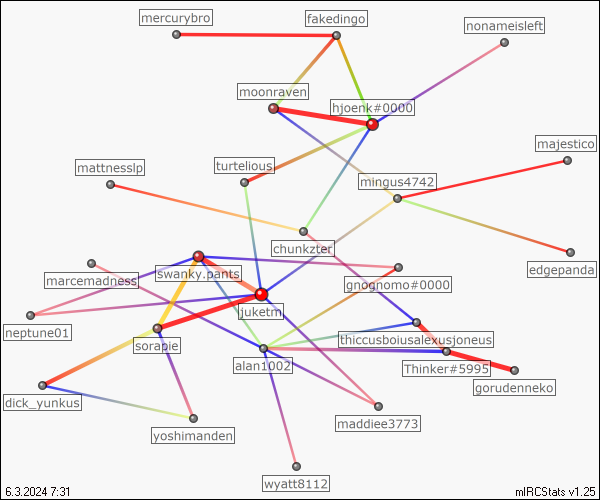 mercurybro
fakedingo
nonameisleft
moonraven
hjoenk#0000
majestico
mattnesslp
turtelious
mingus4742
chunkzter
edgepanda
swanky.pants
marcemadness
gnognomo#0000
juketm
neptune01
sorapie
thiccusboiusalexusjoneus
alan1002
Thinker#5995
gorudenneko
dick_yunkus
maddiee3773
yoshimanden
wyatt8112
6.3.2024 7:31
mIRCStats v1.25